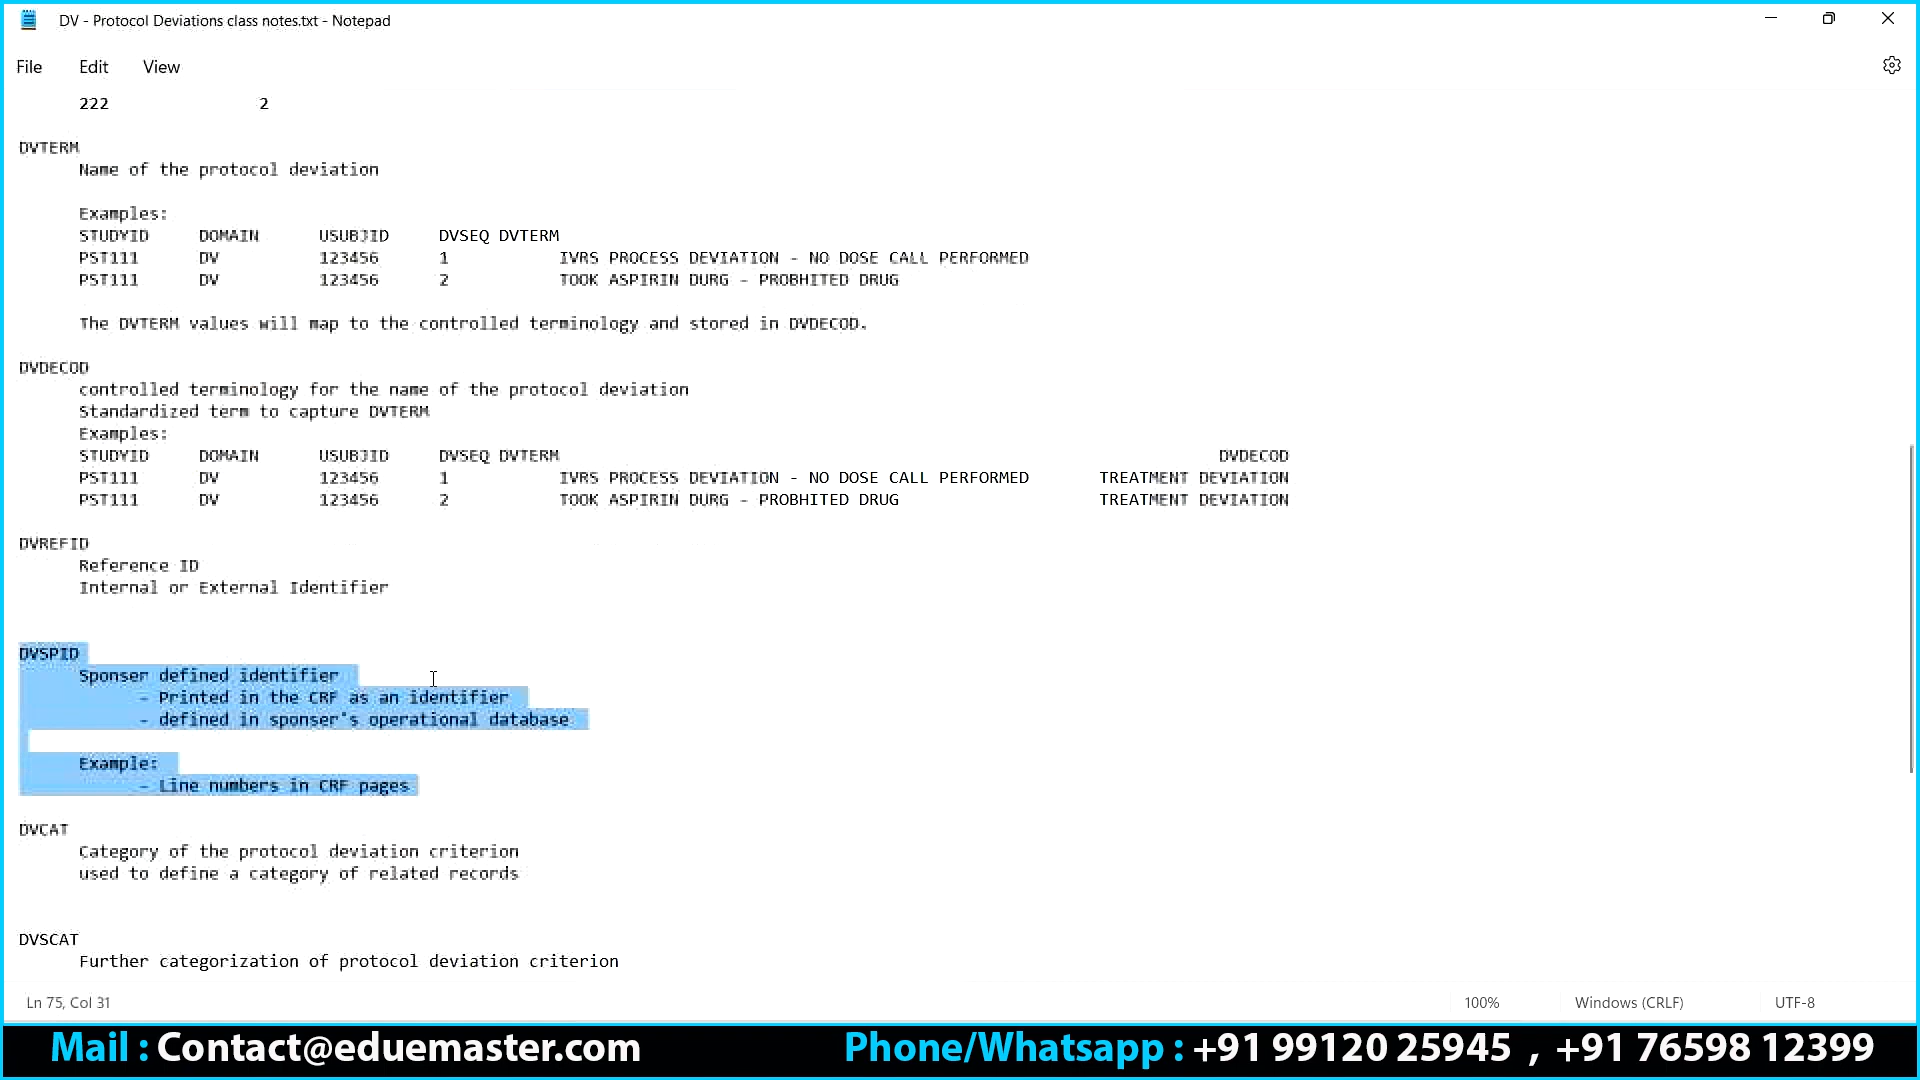 DV - Protocol Deviations class notes.txt - Notepad
File Edit View
222 2
DVTERM
Name of the protocol deviation
Examples:
STUDYID DOMAIN USUBJID DVSEQ DVTERM
PST111 DV 123456 1 IVRS PROCESS DEVIATION - NO DOSE CALL PERFORMED
PST111 DV 123456 2 TOOK ASPIRIN DURG - PROBHITED DRUG
The DVTERM values will map to the controlled terminology and stored in DVDECOD.
DVDECOD
controlled terminology for the name of the protocol deviation
Standardized term to capture DVTERM
Examples:
STUDYID DOMAIN USUBJID DVSEQ DVTERM DVDECOD
PST111 DV 123456 1 IVRS PROCESS DEVIATION - NO DOSE CALL PERFORMED TREATMENT DEVIATION
PST111 DV 123456 2 TOOK ASPIRIN DURG - PROBHITED DRUG TREATMENT DEVIATION
DVREFID
Reference ID
Internal or External Identifier
DVSPID
Sponser defined identifier
- Printed in the CRF as an identifier
- defined in sponser's operational database
Example:
- Line numbers in CRF pages
DVCAT
Category of the protocol deviation criterion
used to define a category of related records
DVSCAT
Further categorization of protocol deviation criterion
Ln 75, Col 31 100% Windows (CRLF) UTF-8
Mail : Contact@eduemaster.com Phone/Whatsapp : +91 99120 25945 , +91 76598 12399